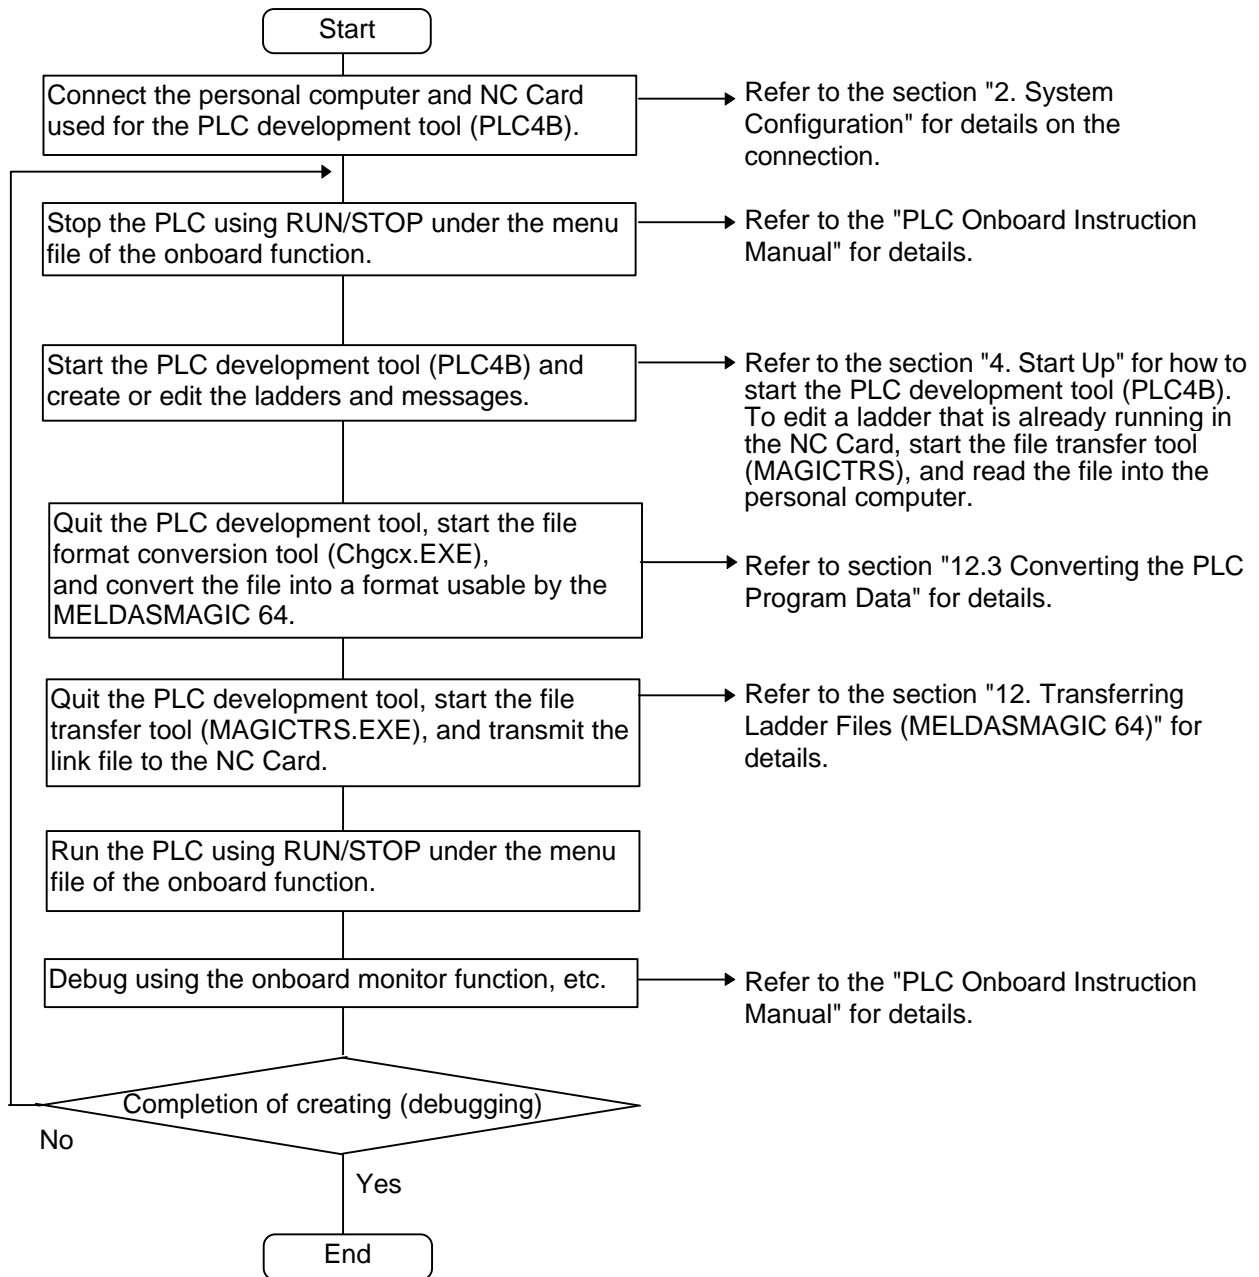 Start
Connect the personal computer and NC Card
used for the PLC development tool (PLC4B).
Refer to the section "2. System
Configuration" for details on the
connection.
Stop the PLC using RUN/STOP under the menu
file of the onboard function.
Refer to the "PLC Onboard Instruction
Manual" for details.
Start the PLC development tool (PLC4B) and
create or edit the ladders and messages.
Refer to the section "4. Start Up" for how to
start the PLC development tool (PLC4B).
To edit a ladder that is already running in
the NC Card, start the file transfer tool
(MAGICTRS), and read the file into the
personal computer.
Quit the PLC development tool, start the file
format conversion tool (Chgcx.EXE),
and convert the file into a format usable by the
MELDASMAGIC 64.
Refer to section "12.3 Converting the PLC
Program Data" for details.
Quit the PLC development tool, start the file
transfer tool (MAGICTRS.EXE), and transmit the
link file to the NC Card.
Refer to the section "12. Transferring
Ladder Files (MELDASMAGIC 64)" for
details.
Run the PLC using RUN/STOP under the menu
file of the onboard function.
Debug using the onboard monitor function, etc.
Refer to the "PLC Onboard Instruction
Manual" for details.
Completion of creating (debugging)
No
Yes
End